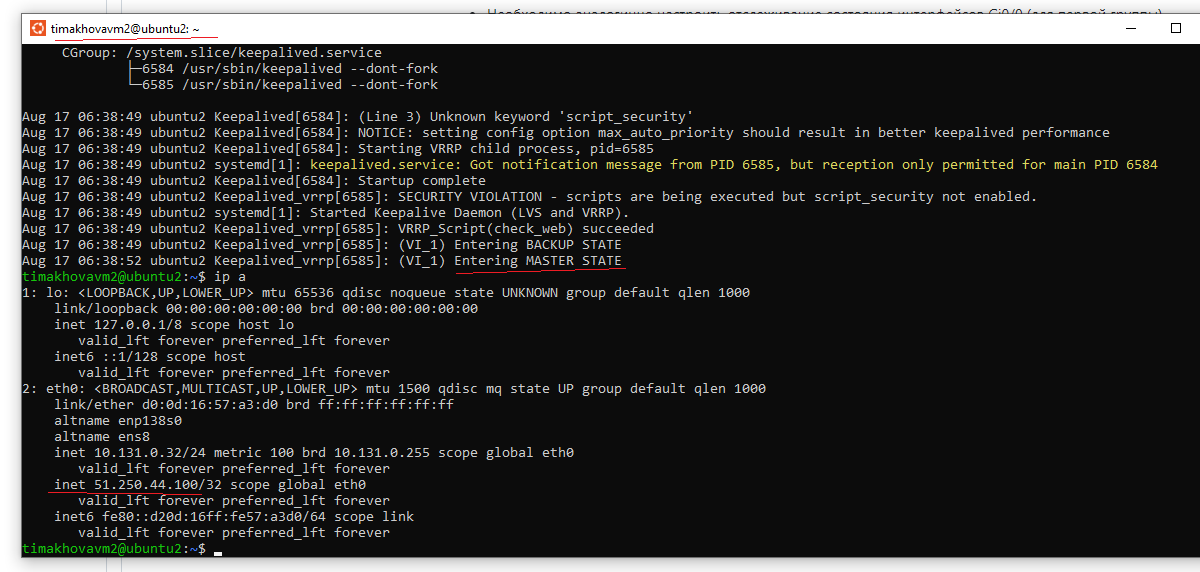 Необходимо аналогично настроить отслеживание состояния интерфейсов Gi0/0 (для первой группы)
timakhovavm2@ubuntu2: ~
CGroup: /system.slice/keepalived.service
├─6584 /usr/sbin/keepalived --dont-fork
└─6585 /usr/sbin/keepalived --dont-fork
Aug 17 06:38:49 ubuntu2 Keepalived[6584]: (Line 3) Unknown keyword 'script_security'
Aug 17 06:38:49 ubuntu2 Keepalived[6584]: NOTICE: setting config option max_auto_priority should result in better keepalived performance
Aug 17 06:38:49 ubuntu2 Keepalived[6584]: Starting VRRP child process, pid=6585
Aug 17 06:38:49 ubuntu2 systemd[1]: keepalived.service: Got notification message from PID 6585, but reception only permitted for main PID 6584
Aug 17 06:38:49 ubuntu2 Keepalived[6584]: Startup complete
Aug 17 06:38:49 ubuntu2 Keepalived_vrrp[6585]: SECURITY VIOLATION - scripts are being executed but script_security not enabled.
Aug 17 06:38:49 ubuntu2 systemd[1]: Started Keepalive Daemon (LVS and VRRP).
Aug 17 06:38:49 ubuntu2 Keepalived_vrrp[6585]: VRRP_Script(check_web) succeeded
Aug 17 06:38:49 ubuntu2 Keepalived_vrrp[6585]: (VI_1) Entering BACKUP STATE
Aug 17 06:38:52 ubuntu2 Keepalived_vrrp[6585]: (VI_1) Entering MASTER STATE
timakhovavm2@ubuntu2:~$ ip a
1: lo: <LOOPBACK,UP,LOWER_UP> mtu 65536 qdisc noqueue state UNKNOWN group default qlen 1000
link/loopback 00:00:00:00:00:00 brd 00:00:00:00:00:00
inet 127.0.0.1/8 scope host lo
valid_lft forever preferred_lft forever
inet6 ::1/128 scope host
valid_lft forever preferred_lft forever
2: eth0: <BROADCAST,MULTICAST,UP,LOWER_UP> mtu 1500 qdisc mq state UP group default qlen 1000
link/ether d0:0d:16:57:a3:d0 brd ff:ff:ff:ff:ff:ff
altname enp138s0
altname ens8
inet 10.131.0.32/24 metric 100 brd 10.131.0.255 scope global eth0
valid_lft forever preferred_lft forever
inet 51.250.44.100/32 scope global eth0
valid_lft forever preferred_lft forever
inet6 fe80::d20d:16ff:fe57:a3d0/64 scope link
valid_lft forever preferred_lft forever
timakhovavm2@ubuntu2:~$